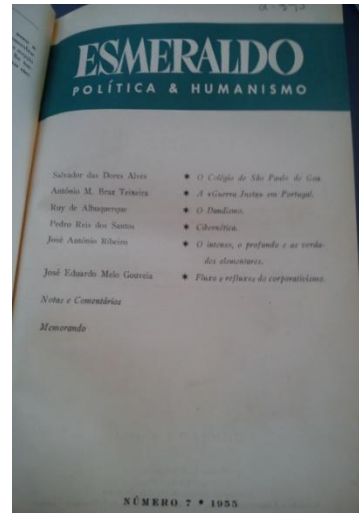 ESMERALDO
POLÍTICA & HUMANISMO
Salvador das Dores Alves * O Colégio de São Paulo de Goa.
António M. Braz Teixeira * A «Guerra Justa» em Portugal.
Ruy de Albuquerque * O Dandismo.
Pedro Reis dos Santos * Cibernética.
José António Ribeiro * O intenso, o profundo e as verda-
des elementares.
José Eduardo Melo Gouveia * Fluxo e refluxo do corporativismo.
Notas e Comentários
Memorando
NÚMERO 7 * 1955